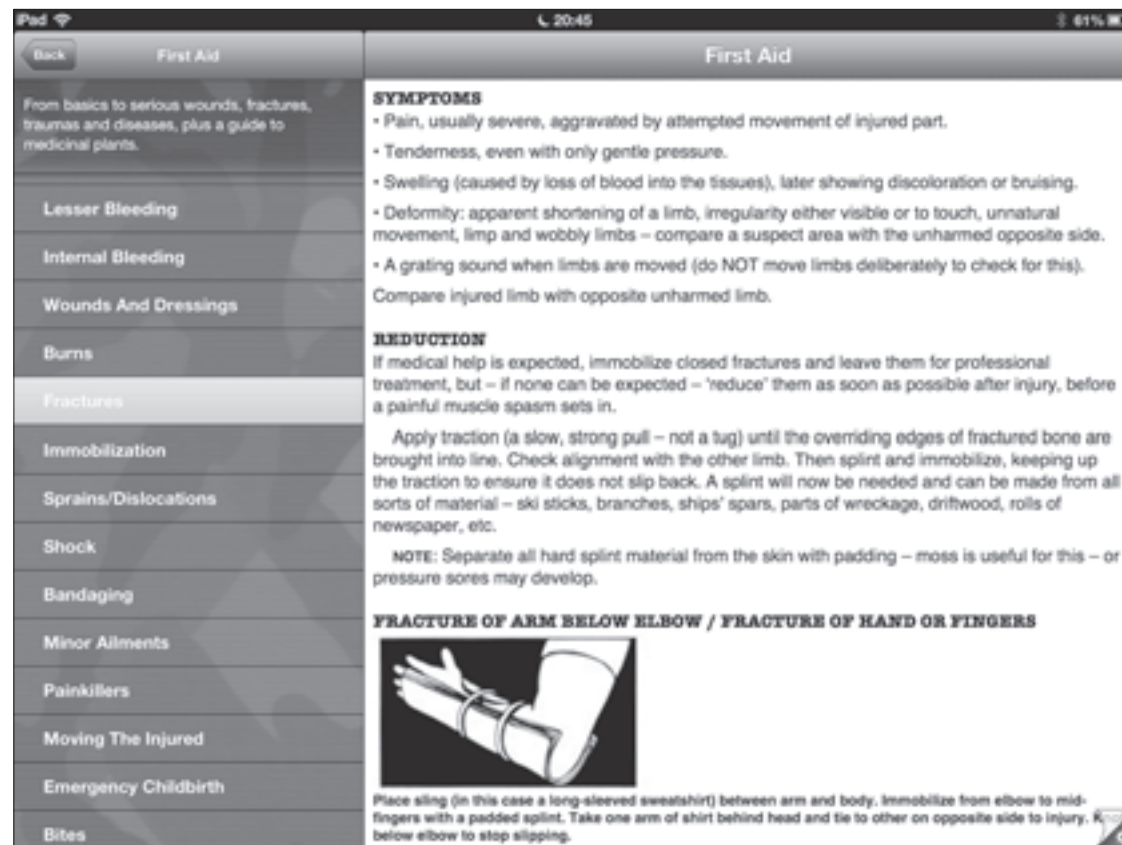 iPad
20:45
61%
Back
First Aid
First Aid
From basics to serious wounds, fractures,
traumas and diseases, plus a guide to
medicinal plants.
Lesser Bleeding
Internal Bleeding
Wounds And Dressings
Burns
Fractures
Immobilization
Sprains/Dislocations
Shock
Bandaging
Minor Ailments
Painkillers
Moving The Injured
Emergency Childbirth
Bites
SYMPTOMS
• Pain, usually severe, aggravated by attempted movement of injured part.
• Tenderness, even with only gentle pressure.
• Swelling (caused by loss of blood into the tissues), later showing discoloration or bruising.
• Deformity: apparent shortening of a limb, irregularity either visible or to touch, unnatural
movement, limp and wobbly limbs – compare a suspect area with the unharmed opposite side.
• A grating sound when limbs are moved (do NOT move limbs deliberately to check for this).
Compare injured limb with opposite unharmed limb.
REDUCTION
If medical help is expected, immobilize closed fractures and leave them for professional
treatment, but – if none can be expected – 'reduce' them as soon as possible after injury, before
a painful muscle spasm sets in.
Apply traction (a slow, strong pull – not a tug) until the overriding edges of fractured bone are
brought into line. Check alignment with the other limb. Then splint and immobilize, keeping up
the traction to ensure it does not slip back. A splint will now be needed and can be made from all
sorts of material – ski sticks, branches, ships' spars, parts of wreckage, driftwood, rolls of
newspaper, etc.
NOTE: Separate all hard splint material from the skin with padding – moss is useful for this – or
pressure sores may develop.
FRACTURE OF ARM BELOW ELBOW / FRACTURE OF HAND OR FINGERS
Place sling (in this case a long-sleeved sweatshirt) between arm and body. Immobilize from elbow to mid-
fingers with a padded splint. Take one arm of shirt behind head and tie to other on opposite side to injury.
below elbow to stop slipping.